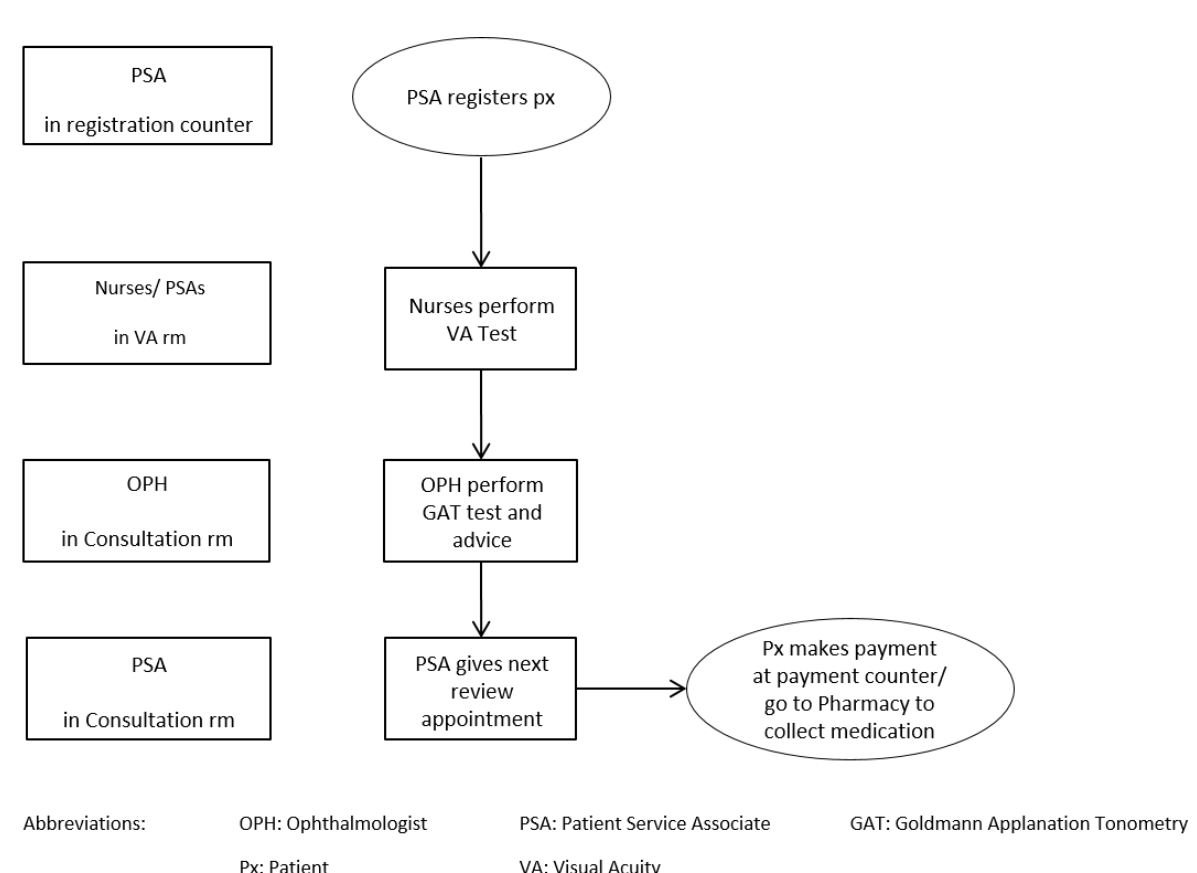 PSA
in registration counter
PSA registers px
Nurses/ PSAs
in VA rm
Nurses perform
VA Test
OPH
in Consultation rm
OPH perform
GAT test and
advice
PSA
in Consultation rm
PSA gives next
review
appointment
Px makes payment
at payment counter/
go to Pharmacy to
collect medication
Abbreviations: OPH: Ophthalmologist PSA: Patient Service Associate GAT: Goldmann Applanation Tonometry
Px: Patient VA: Visual Acuity